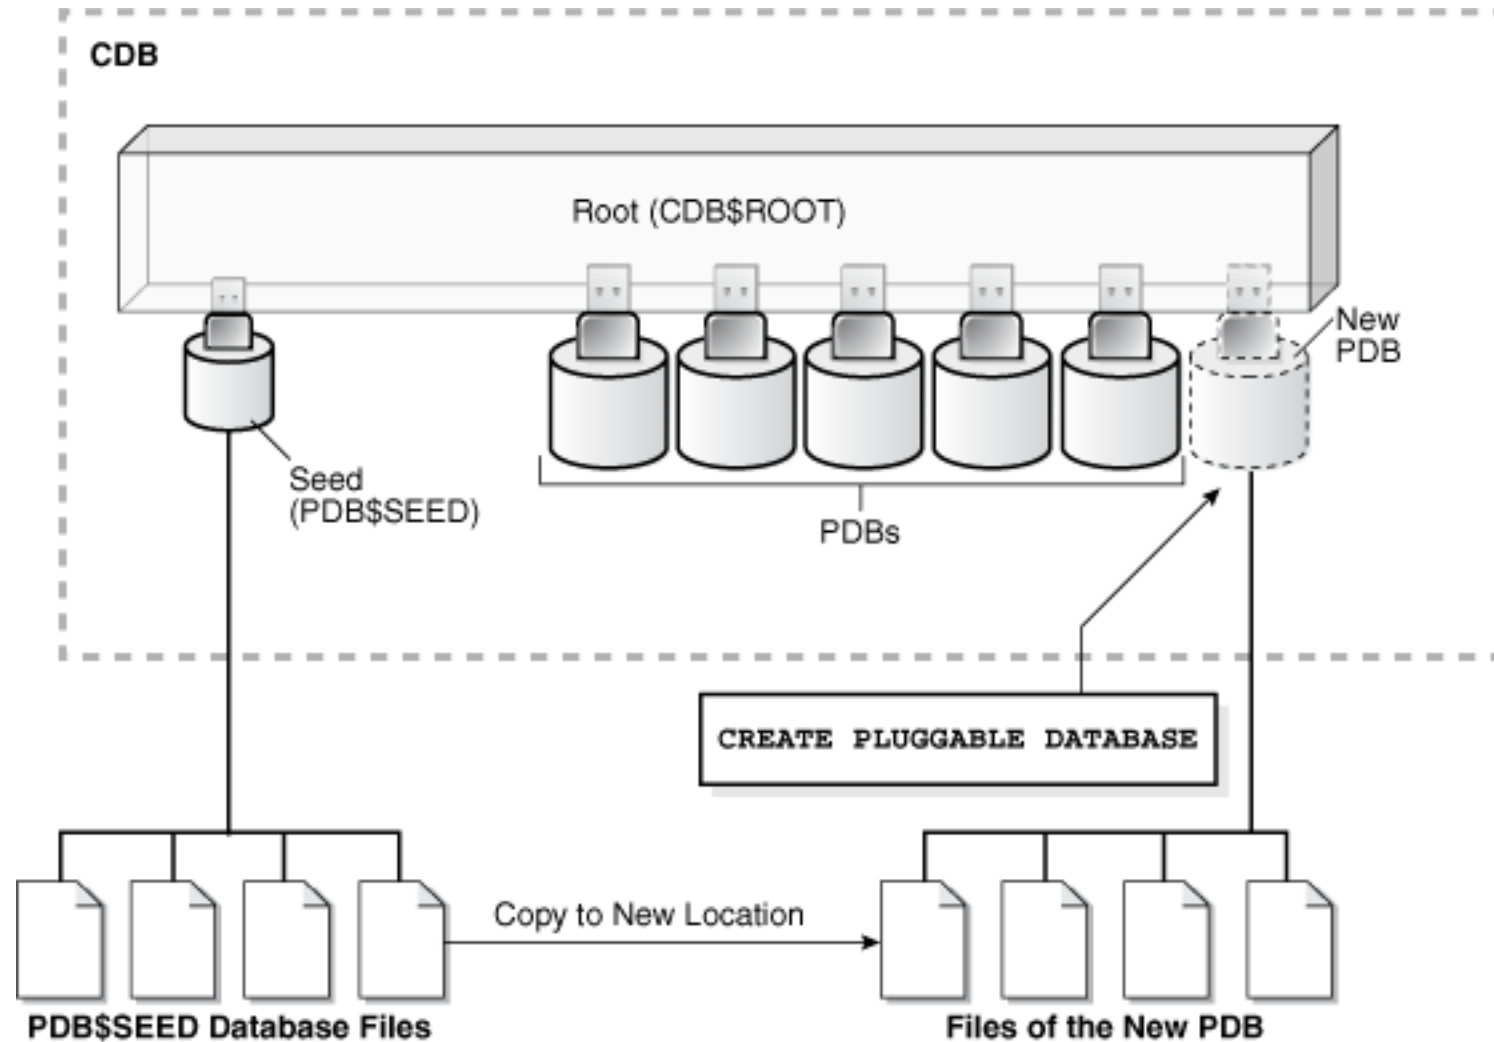 CDB
Root (CDB$ROOT)
New
PDB
Seed
(PDB$SEED)
PDBs
CREATE PLUGGABLE DATABASE
Copy to New Location
PDB$SEED Database Files
Files of the New PDB